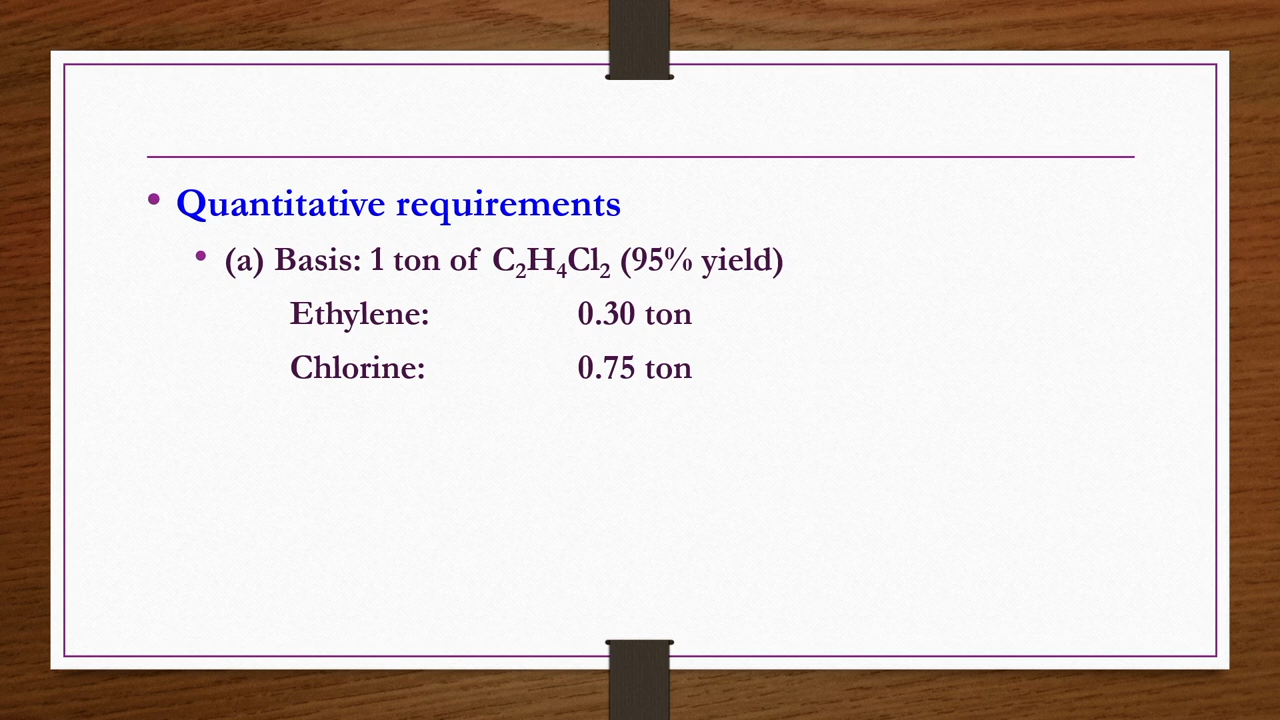 • Quantitative requirements
• (a) Basis: 1 ton of C₂H₄Cl₂ (95% yield)
Ethylene: 0.30 ton
Chlorine: 0.75 ton